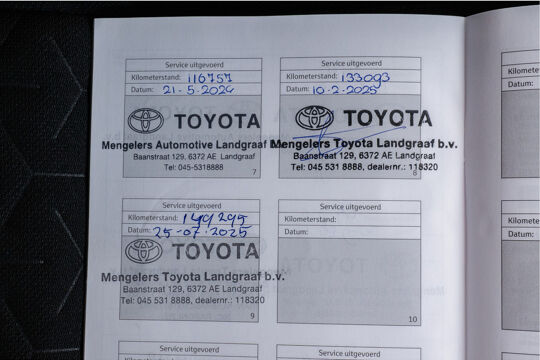 Service uitgevoerd
Kilometerstand: 116757
Datum: 21-5-2024
TOYOTA
Mengelers Automotive Landgraaf
Baanstraat 129, 6372 AE Landgraaf
045-5318888
7
Service uitgevoerd
Kilometerstand: 133093
Datum: 10-2-2025
TOYOTA
Mengelers Toyota Landgraaf b.v.
Baanstraat 129, 6372 AE Landgraaf
Tel: 045 531 8888, dealernr.: 118320
8
Service uitgevoerd
Kilometerstand: 149295
Datum: 25-07-2025
TOYOTA
Mengelers Toyota Landgraaf b.v.
Baanstraat 129, 6372 AE Landgraaf
Tel: 045 531 8888, dealernr.: 118320
9
Service uitgevoerd
Kilometerstand:
Datum:
10
Service uitgevoerd
Service uitgevoerd
Datum:
Datum: